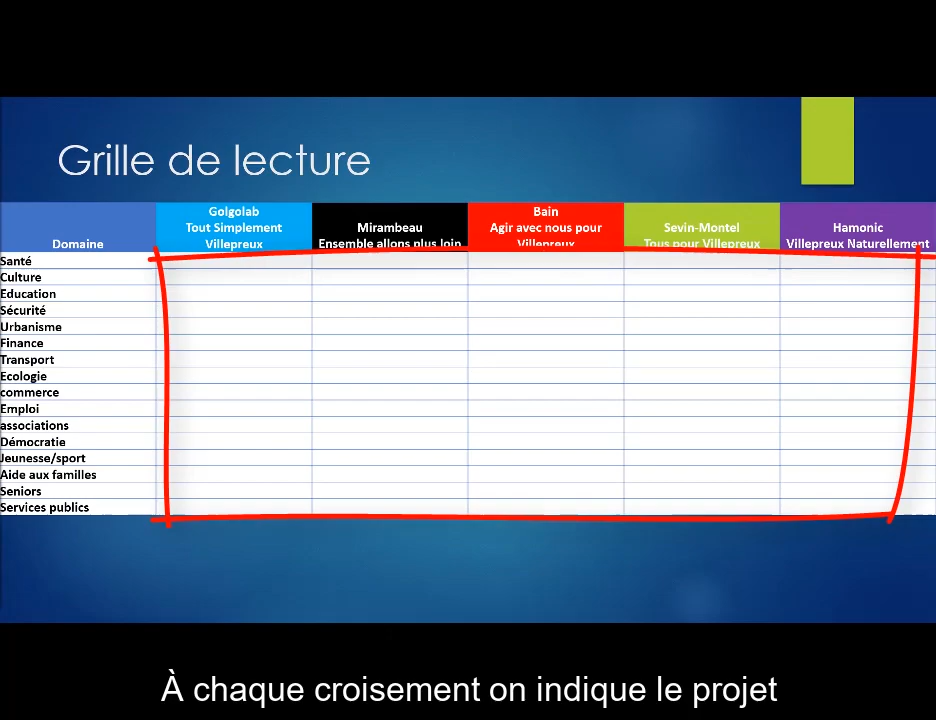 Grille de lecture
Domaine
Golgolab
Tout Simplement
Villepreux
Mirambeau
Ensemble allons plus loin
Bain
Agir avec nous pour
Villepreux
Sevin-Montel
Tous pour Villepreux
Hamonic
Villepreux Naturellement
Santé
Culture
Education
Sécurité
Urbanisme
Finance
Transport
Ecologie
commerce
Emploi
associations
Démocratie
Jeunesse/sport
Aide aux familles
Seniors
Services publics
À chaque croisement on indique le projet